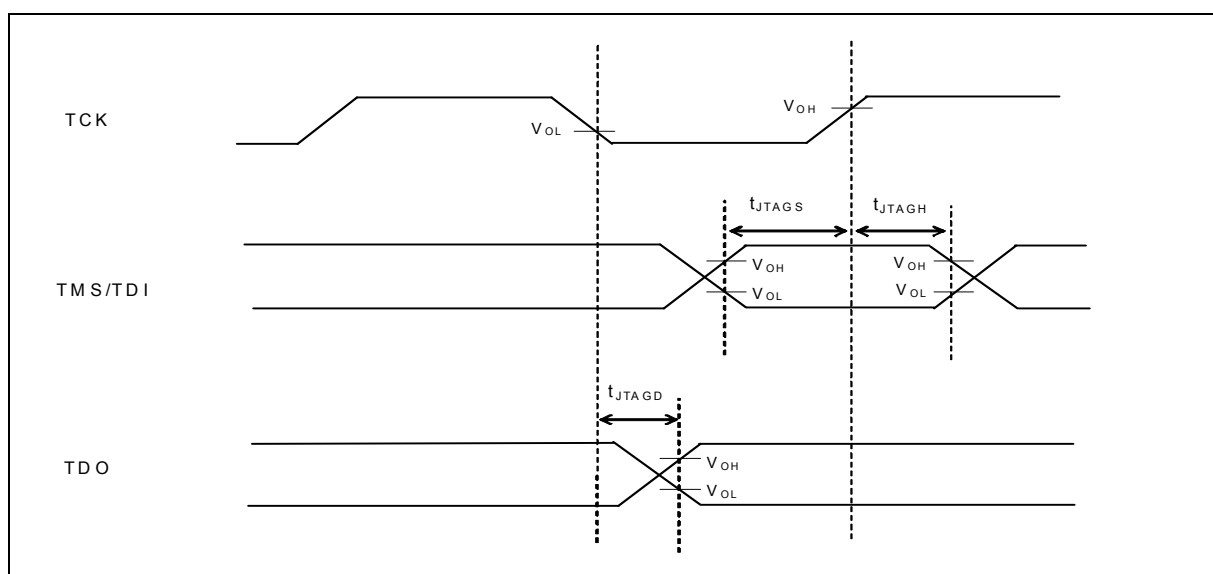 TCK
VOL
VOH
tJTAGS
tJTAGH
TMS/TDI
VOH
VOL
VOH
VOL
tJTAGD
TDO
VOH
VOL